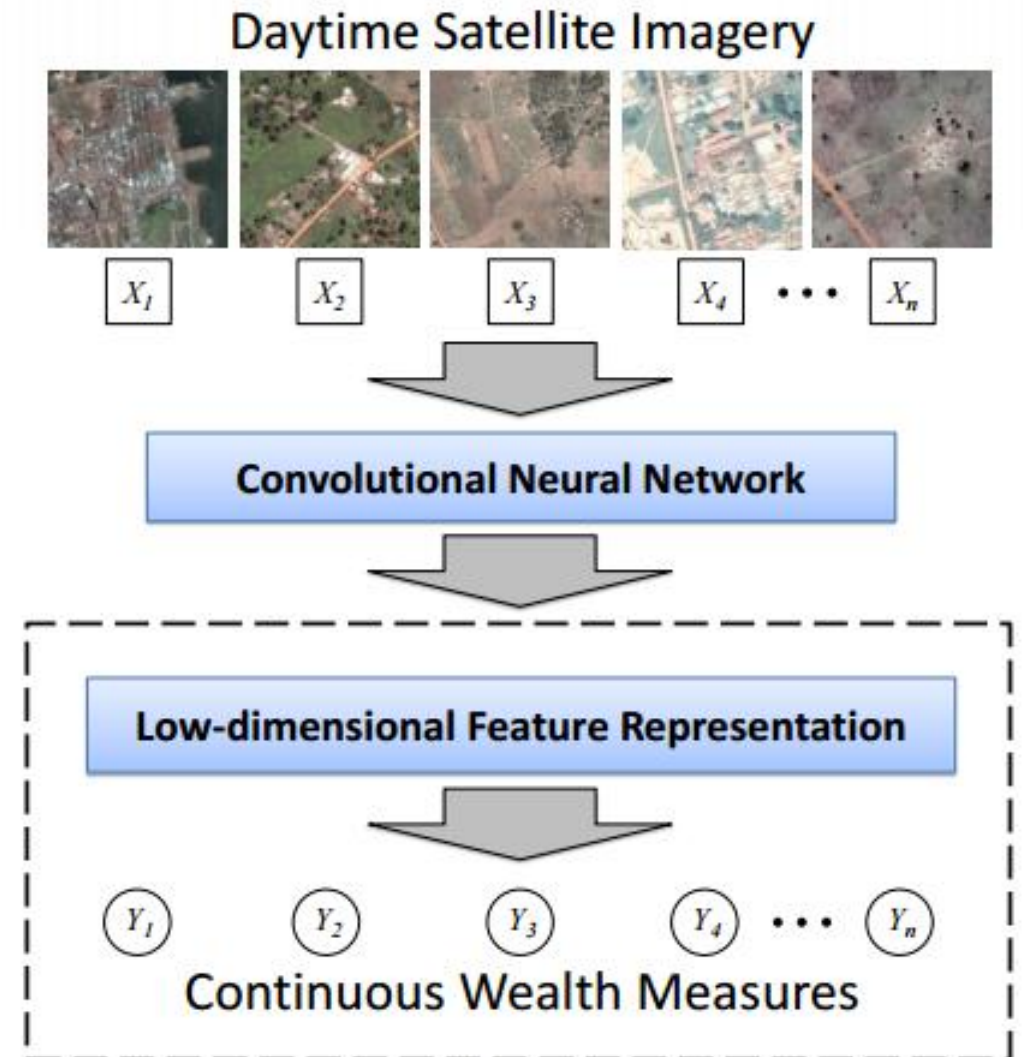 Daytime Satellite Imagery
X1 X2 X3 X4 ••• Xn
Convolutional Neural Network
Low-dimensional Feature Representation
Y1 Y2 Y3 Y4 ••• Yn
Continuous Wealth Measures